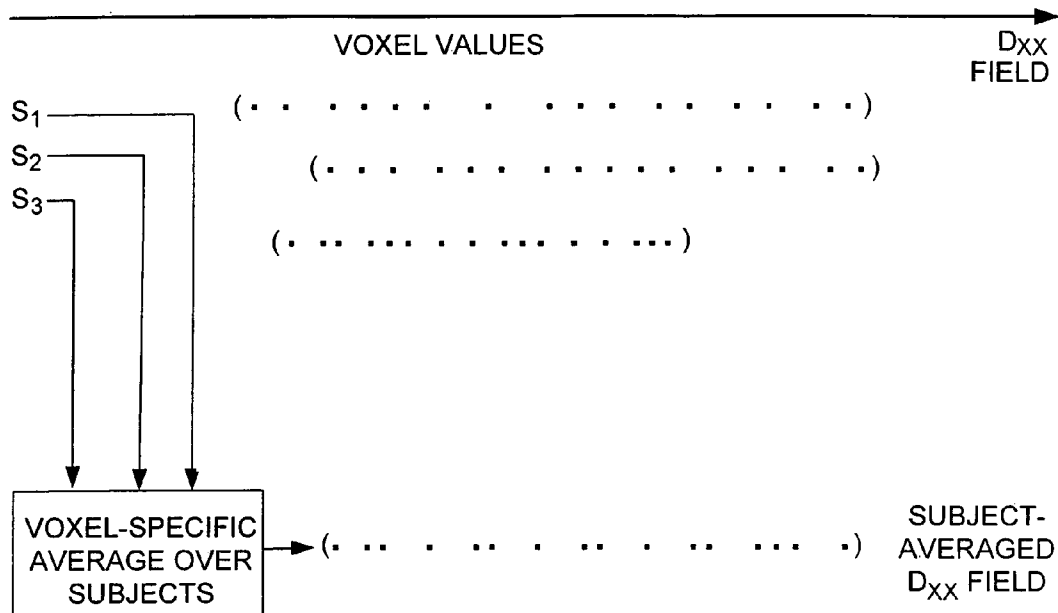 VOXEL VALUES
DXX
FIELD
S1
S2
S3
VOXEL-SPECIFIC
AVERAGE OVER
SUBJECTS
SUBJECT-
AVERAGED
DXX FIELD